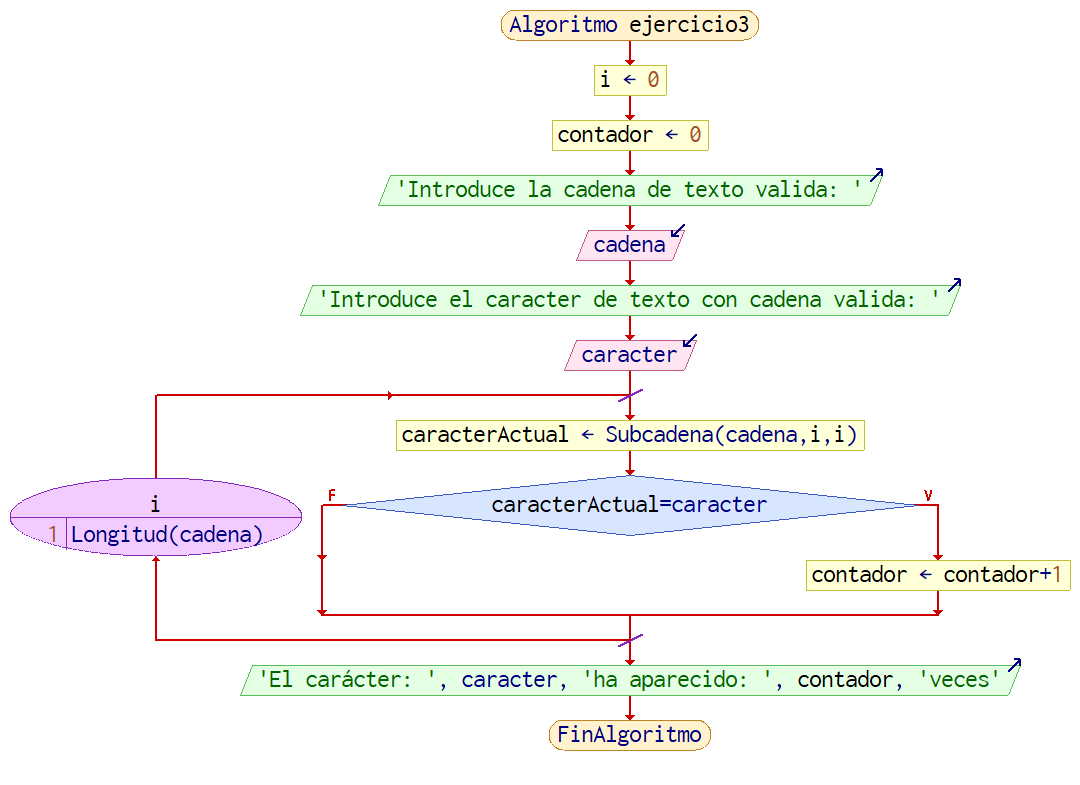 Algoritmo ejercicio3
i ← 0
contador ← 0
'Introduce la cadena de texto valida: '
cadena
'Introduce el caracter de texto con cadena valida: '
caracter
caracterActual ← Subcadena(cadena,i,i)
F
caracterActual=caracter
V
i
1 Longitud(cadena)
contador ← contador+1
'El carácter: ', caracter, 'ha aparecido: ', contador, 'veces'
FinAlgoritmo